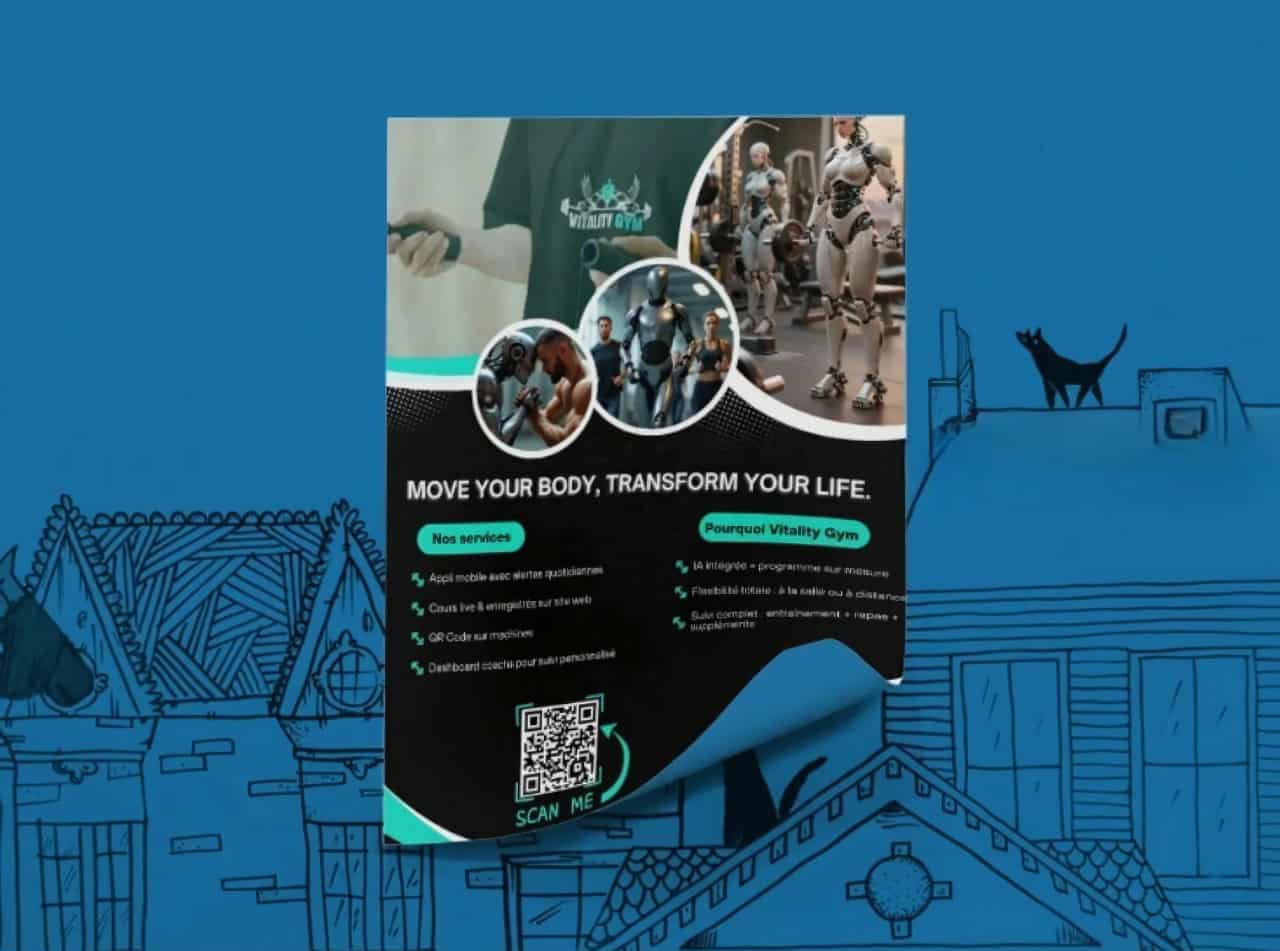 VITALITY GYM
MOVE YOUR BODY, TRANSFORM YOUR LIFE.
Nos services
Appli mobile avec alertes quotidiennes
Cours live & enregistrés sur site web
QR Code sur machines
Dashboard coachs pour suivi personnalisé
Pourquoi Vitality Gym
IA intégrée = programme sur mesure
Flexibilité totale : à la salle ou à distance
Suivi complet : entraînement + repas +
suppléments
SCAN ME